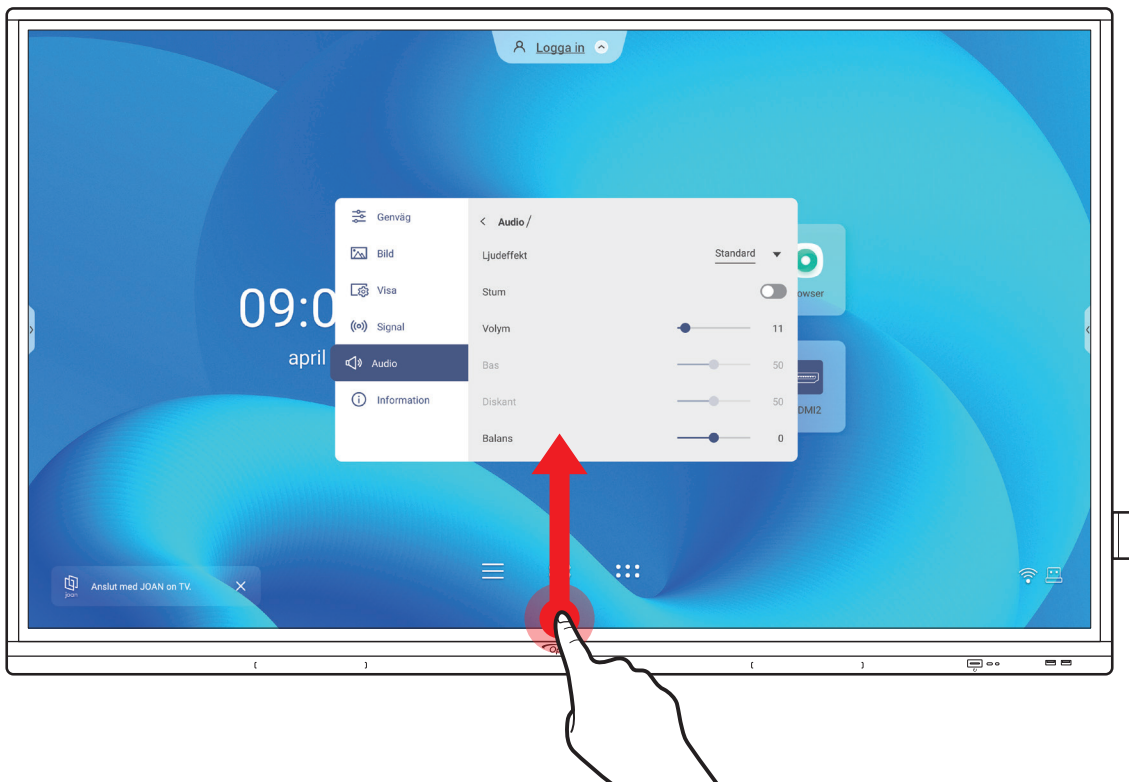 Logga in
Genväg
Bild
Visa
Signal
Audio
Information
Audio /
Ljudeffekt Standard
Stum
Volym 11
Bas 50
Diskant 50
Balans 0
09:0
april
owser
DMI2
joan
Anslut med JOAN on TV.